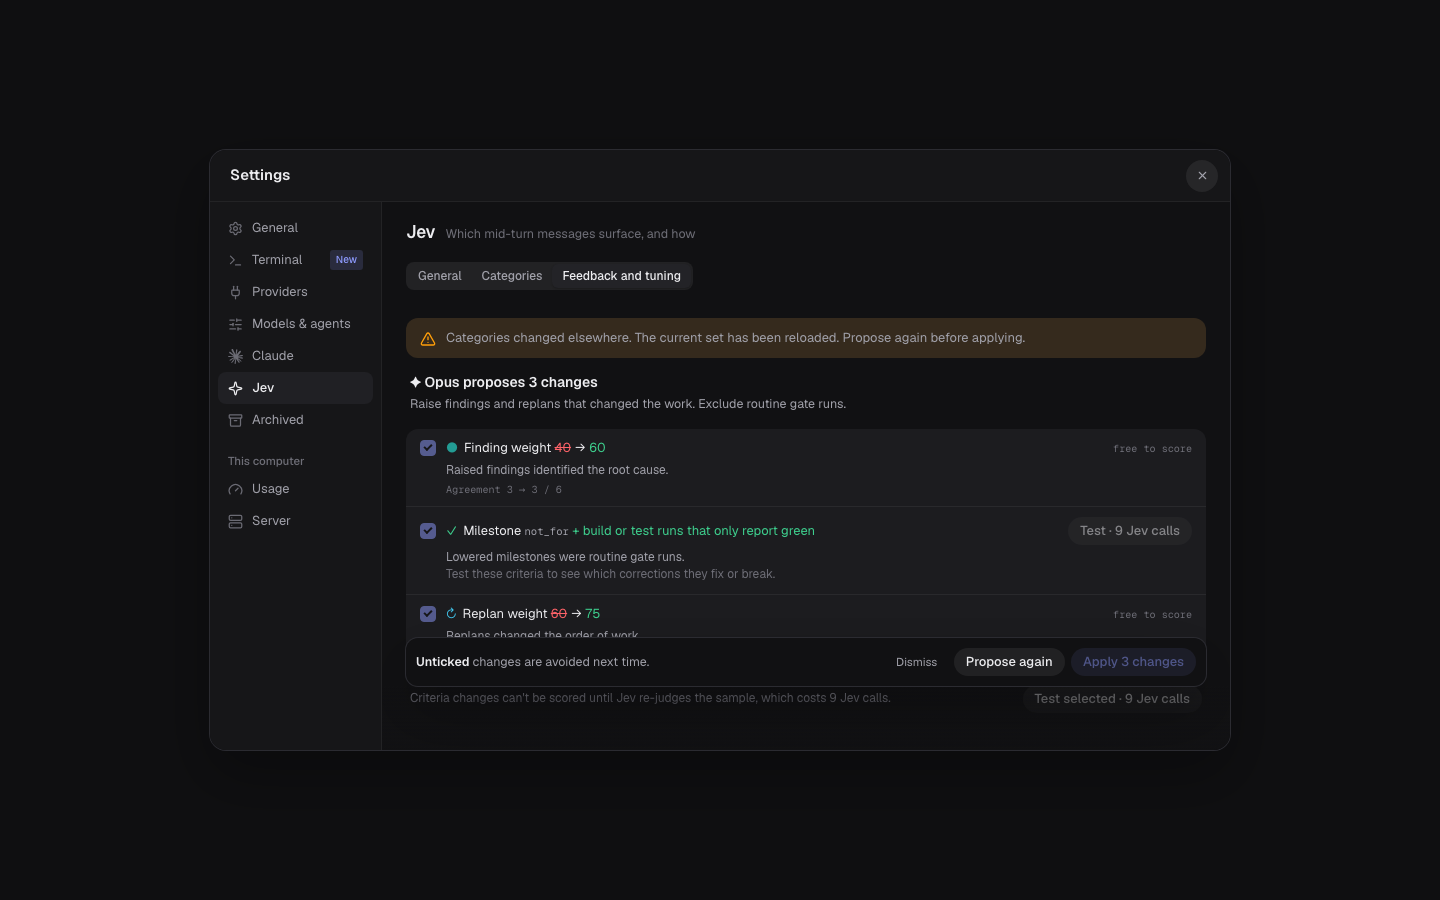 Settings
General
Terminal New
Providers
Models & agents
Claude
Jev
Archived
This computer
Usage
Server
Jev Which mid-turn messages surface, and how
General Categories Feedback and tuning
Categories changed elsewhere. The current set has been reloaded. Propose again before applying.
Opus proposes 3 changes
Raise findings and replans that changed the work. Exclude routine gate runs.
Finding weight 40 → 60 free to score
Raised findings identified the root cause.
Agreement 3 → 3 / 6
Milestone not_for + build or test runs that only report green Test · 9 Jev calls
Lowered milestones were routine gate runs.
Test these criteria to see which corrections they fix or break.
Replan weight 60 → 75 free to score
Replans changed the order of work.
Unticked changes are avoided next time. Dismiss Propose again Apply 3 changes
Criteria changes can't be scored until Jev re-judges the sample, which costs 9 Jev calls. Test selected · 9 Jev calls